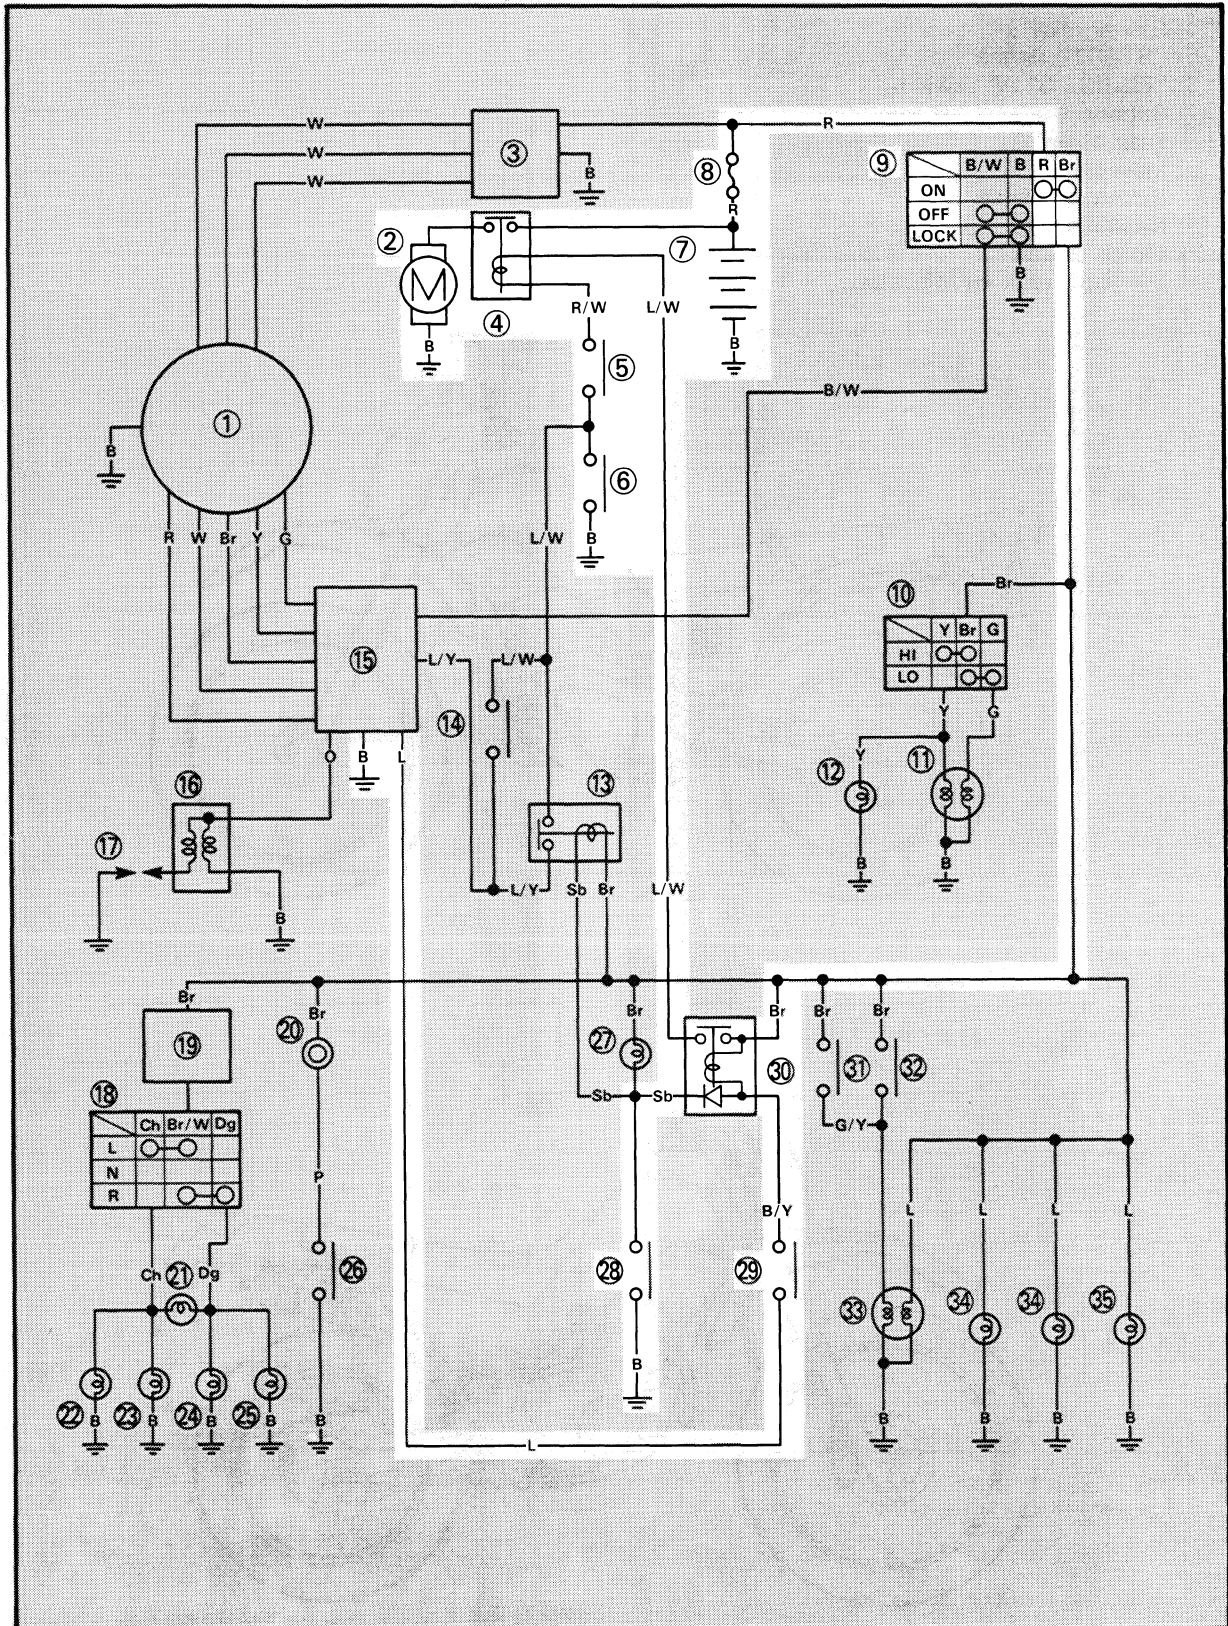 W
R
W
③
⑧
⑨
B/W B R Br
W
B
ON
R
OFF
②
⑦
LOCK
M
B
④
R/W
L/W
B
B
⑤
B/W
①
B
⑥
R W Br Y G
L/W
B
⑩
Br
Y Br G
⑮
L/Y
L/W
HI
LO
⑭
Y
G
O B L
Y
⑯
⑬
⑫
⑪
⑰
B
B
L/Y
Sb
Br
L/W
B
Br
Br
Br
Br
Br
Br
⑳
⑲
㉗
㉚
㉛
㉜
⑱
Sb
Sb
Ch Br/W Dg
G/Y
L
N
R
P
B/Y
L
L
L
L
Ch
㉑
Dg
㉖
㉘
㉙
㉝
㉞
㉞
㉟
B
㉒
B
㉓
B
㉔
B
㉕
B
B
B
B
B
B
L